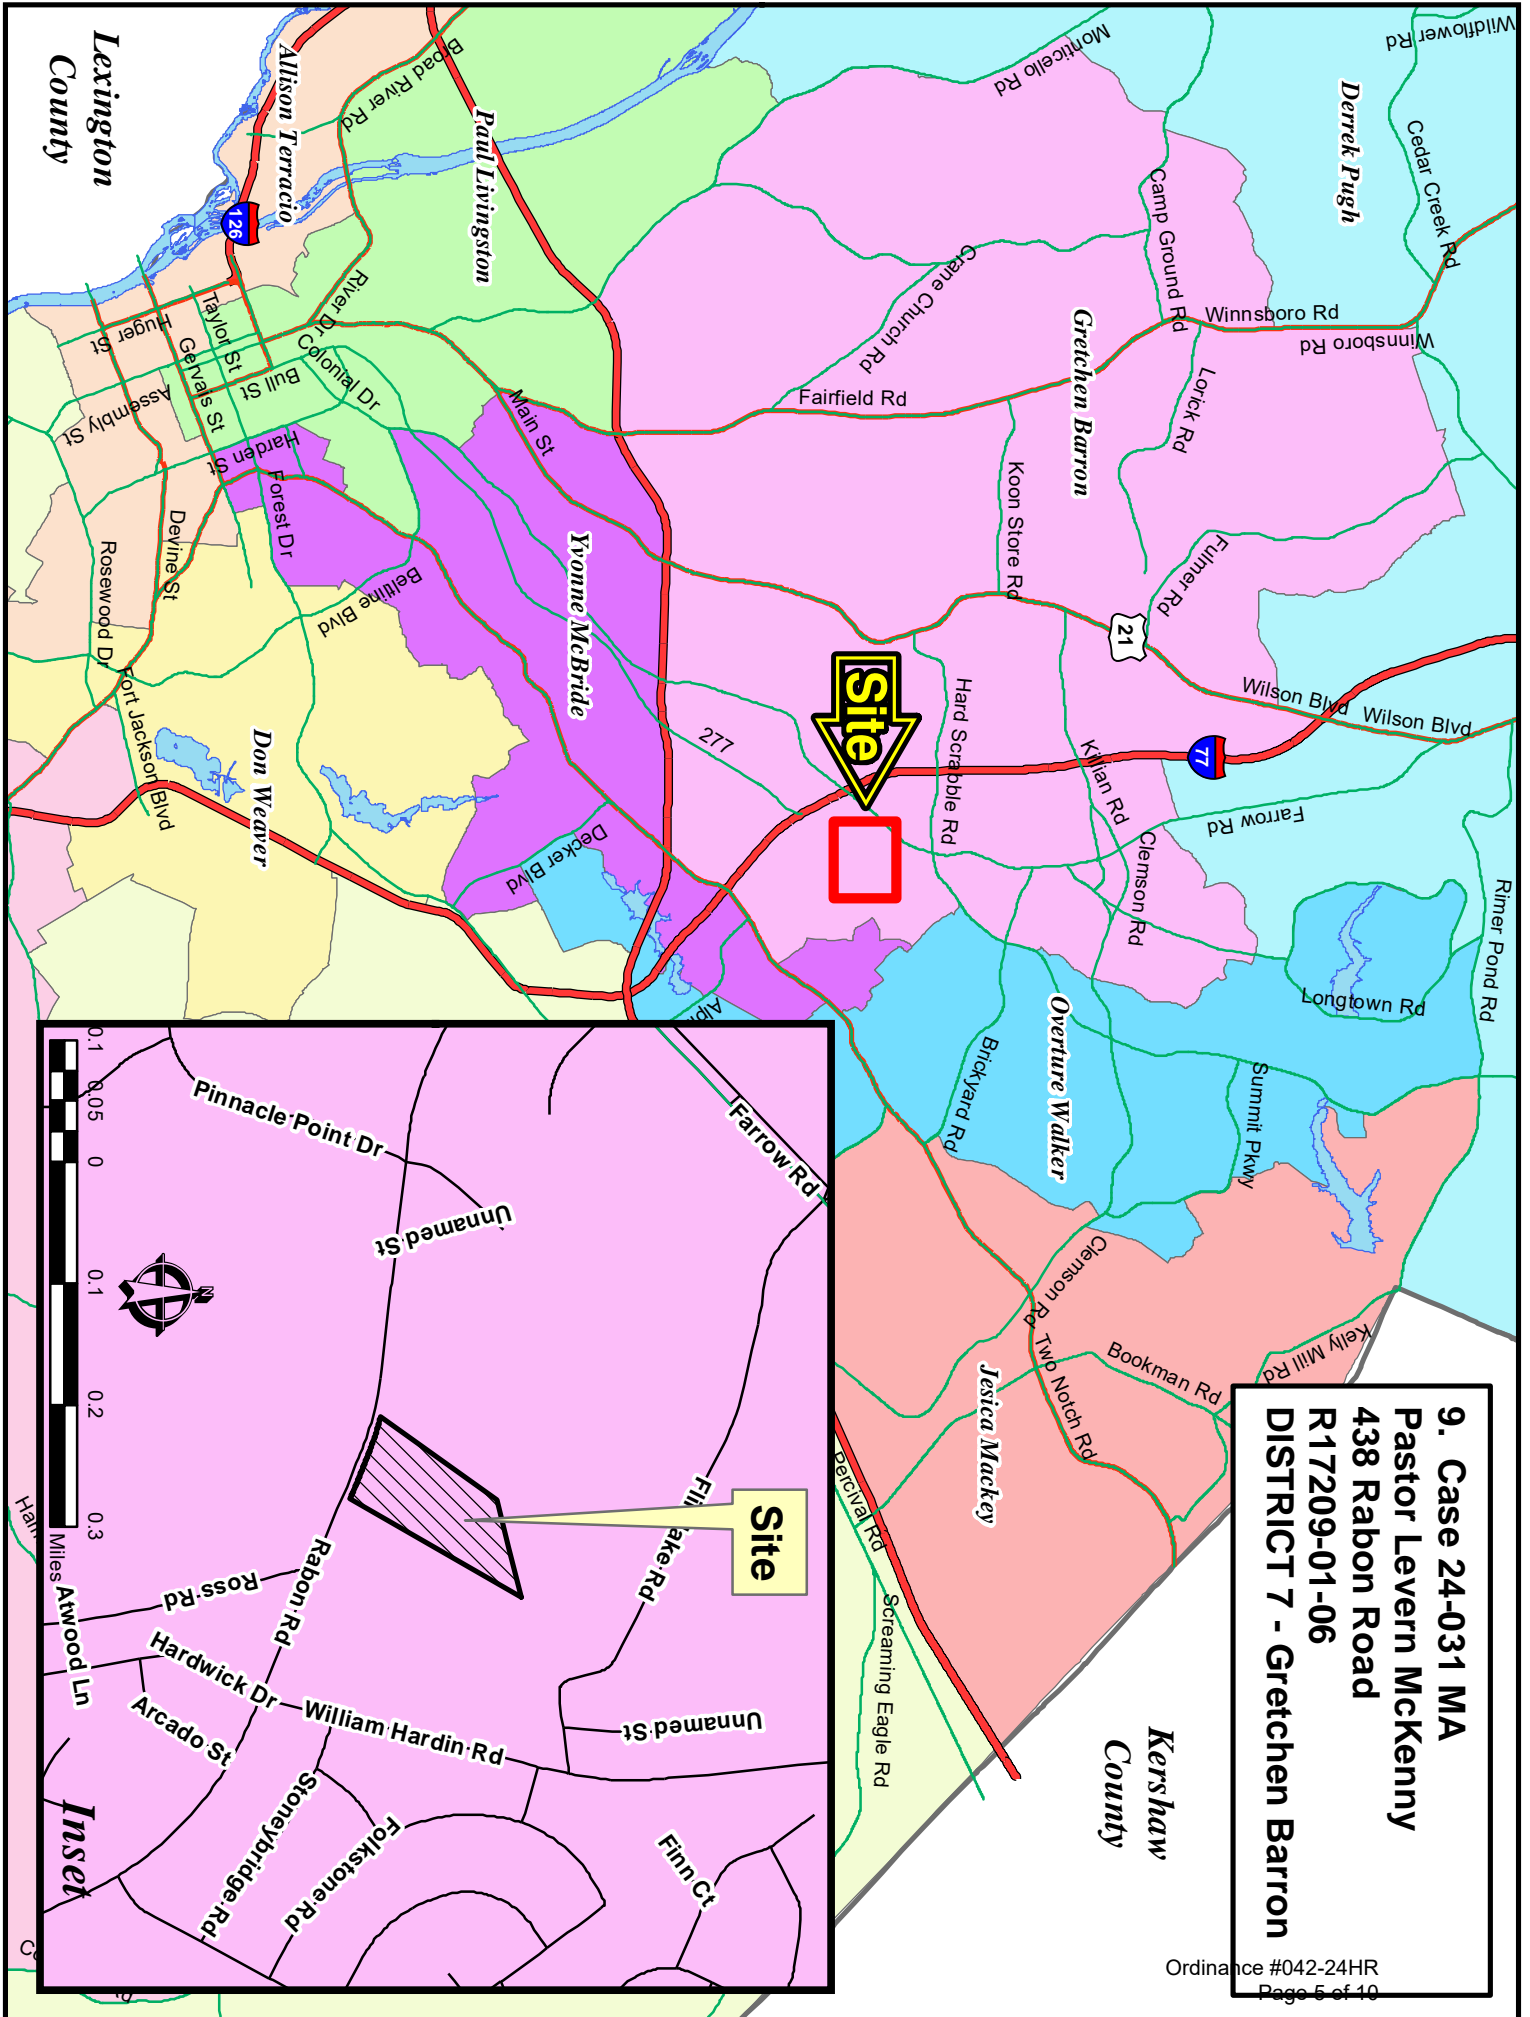 9. Case 24-031 MA
Pastor Levern McKenny
438 Rabon Road
R17209-01-06
DISTRICT 7 - Gretchen Barron
Ordinance #042-24HR
Page 5 of 10
Wildflower Rd
Derrek Pugh
Cedar Creek Rd
Monticello Rd
Camp Ground Rd
Winnsboro Rd
Winnsboro Rd
Crane Church Rd
Gretchen Barron
Lorick Rd
Fairfield Rd
Koon Store Rd
Fulmer Rd
21
Wilson Blvd
Wilson Blvd
77
Killian Rd
Hard Scrabble Rd
Farrow Rd
Clemson Rd
Rimer Pond Rd
Longtown Rd
Summit Pkwy
Overture Walker
Brickyard Rd
Clemson Rd
Two Notch Rd
Bookman Rd
Kelly Mill Rd
Jesica Mackey
Percival Rd
Screaming Eagle Rd
Kershaw
County
Lexington
County
Allison Terracio
Broad River Rd
Paul Livingston
126
River Dr
Taylor St
Huger St
Gervais St
Bull St
Colonial Dr
Assembly St
Harden St
Main St
Forest Dr
Devine St
Rosewood Dr
Beltline Blvd
Yvonne McBride
277
Site
Fort Jackson Blvd
Don Weaver
Decker Blvd
Farrow Rd
Pinnacle Point Dr
Unnamed St
Site
Rabon Rd
Ross Rd
Atwood Ln
Hardwick Dr
Arcado St
William Hardin Rd
Unnamed St
Stoneybridge Rd
Folkstone Rd
Finn Ct
N
0.1 0.05 0 0.1 0.2 0.3
Miles
Inset